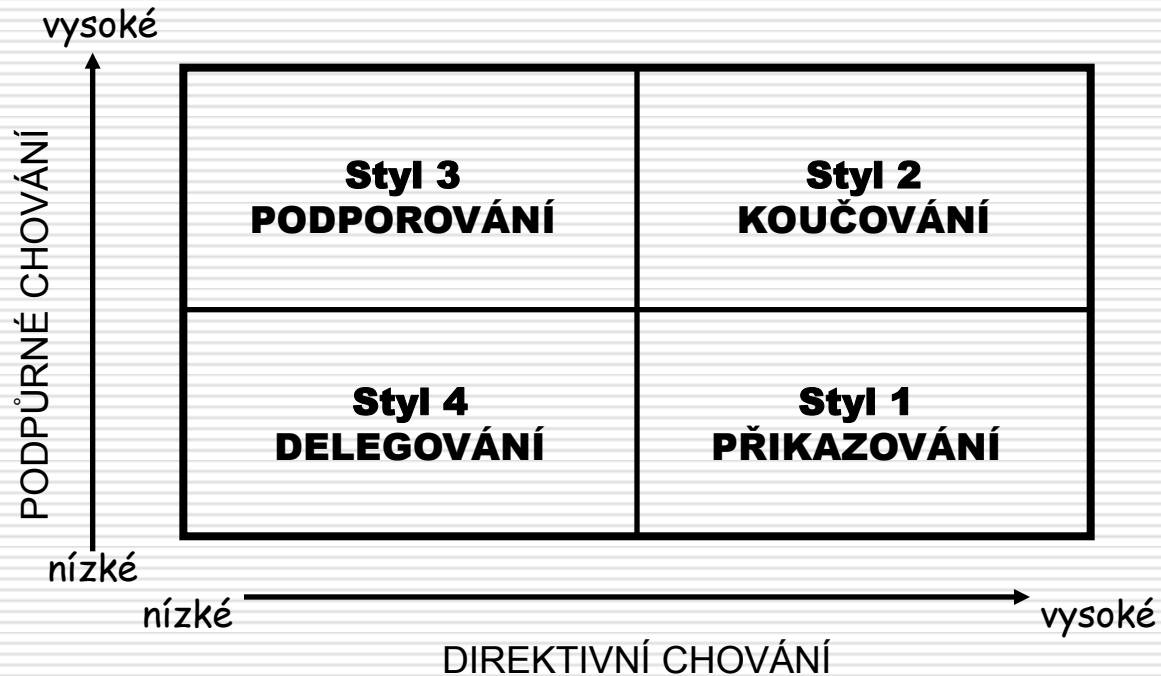 vysoké
PODPŮRNÉ CHOVÁNÍ
Styl 3
PODPOROVÁNÍ
Styl 2
KOUČOVÁNÍ
Styl 4
DELEGOVÁNÍ
Styl 1
PŘIKAZOVÁNÍ
nízké
nízké
vysoké
DIREKTIVNÍ CHOVÁNÍ